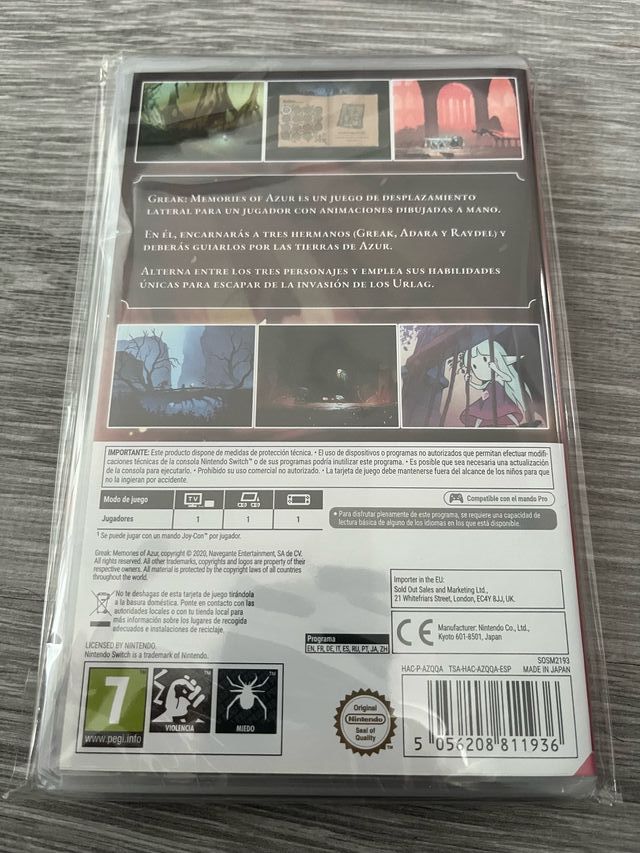 Greak: Memories of Azur es un juego de desplazamiento
lateral para un jugador con animaciones dibujadas a mano.
En él, encarnarás a tres hermanos (Greak, Adara y Raydel) y
deberás guiarlos por las tierras de Azur.
Alterna entre los tres personajes y emplea sus habilidades
únicas para escapar de la invasión de los Urlag.
IMPORTANTE: Este producto dispone de medidas de protección técnica. • El uso de dispositivos o programas no autorizados que permitan efectuar modifi-
caciones técnicas de la consola Nintendo Switch™ o de sus programas podría inutilizar este programa. • Es posible que sea necesaria una actualización
de la consola para ejecutarlo. • Prohibido su uso comercial no autorizado. • La tarjeta de juego debe mantenerse fuera del alcance de los niños para que
no la ingieran por accidente.
Modo de juego TV
Jugadores 1 1 1
Compatible con el mando Pro
• Para disfrutar plenamente de este programa, se requiere una capacidad de
lectura básica de alguno de los idiomas en los que está disponible.
¹ Se puede jugar con un mando Joy-Con™ por jugador.
Greak: Memories of Azur, copyright © 2020, Navegante Entertainment, SA de CV.
All rights reserved. All other trademarks, copyrights and logos are property of their
respective owners. All material is protected by the copyright laws of all countries
throughout the world.
No te deshagas de esta tarjeta de juego tirándola
a la basura doméstica. Ponte en contacto con las
autoridades locales o con tu tienda local para
más información sobre los lugares de recogida
adecuados e instalaciones de reciclaje.
LICENSED BY NINTENDO.
Nintendo Switch is a trademark of Nintendo.
Importer in the EU:
Sold Out Sales and Marketing Ltd.,
21 Whitefriars Street, London, EC4Y 8JJ, UK.
CE Manufacturer: Nintendo Co., Ltd.,
Kyoto 601-8501, Japan
Programa
EN, FR, DE, IT, ES, RU, PT, JA, ZH
SOSM2193
HAC-P-AZQQA TSA-HAC-AZQQA-ESP MADE IN JAPAN
7
www.pegi.info
VIOLENCIA
MIEDO
Original
Nintendo
Seal of
Quality
5 056208 811936